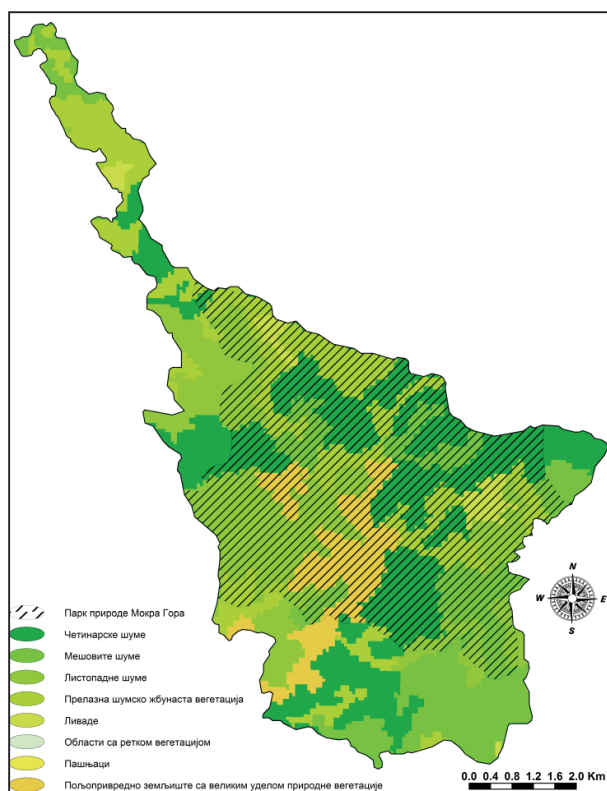 N
W E
S
Парк природе Мокра Гора
Четинарске шуме
Мешовите шуме
Листопадне шуме
Прелазна шумско жбунаста вегетација
Ливаде
Области са ретком вегетацијом
Пашњаци
Пољопривредно земљиште са великим уделом природне вегетације
0.0 0.4 0.8 1.2 1.6 2.0 Km